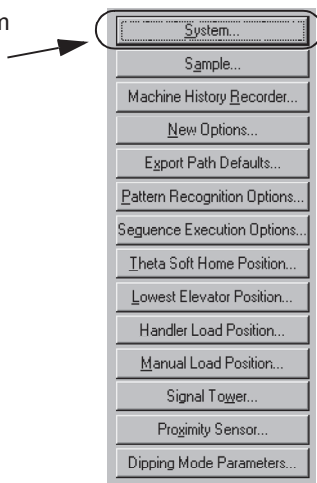 m
System...
Sample...
Machine History Recorder...
New Options...
Export Path Defaults...
Pattern Recognition Options...
Sequence Execution Options...
Theta Soft Home Position...
Lowest Elevator Position...
Handler Load Position...
Manual Load Position...
Signal Tower...
Proximity Sensor...
Dipping Mode Parameters...